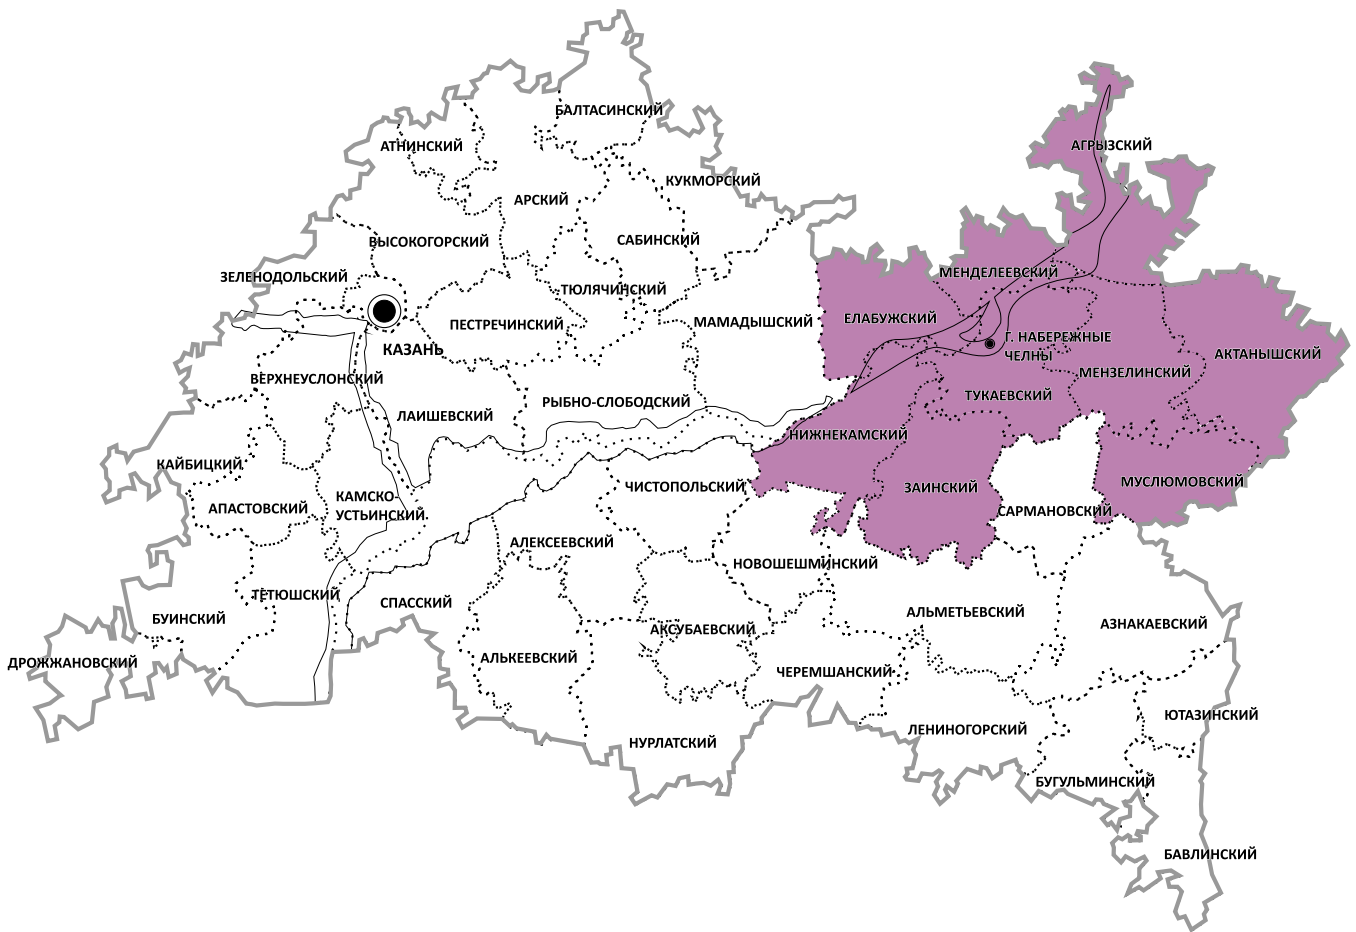 БАЛТАСИНСКИЙ
АТНИНСКИЙ
АГРЫЗСКИЙ
КУКМОРСКИЙ
АРСКИЙ
ВЫСОКОГОРСКИЙ
САБИНСКИЙ
ЗЕЛЕНОДОЛЬСКИЙ
МЕНДЕЛЕЕВСКИЙ
ТЮЛЯЧИНСКИЙ
ПЕСТРЕЧИНСКИЙ
МАМАДЫШСКИЙ
ЕЛАБУЖСКИЙ
Г. НАБЕРЕЖНЫЕ
ЧЕЛНЫ
КАЗАНЬ
АКТАНЫШСКИЙ
ВЕРХНЕУСЛОНСКИЙ
МЕНЗЕЛИНСКИЙ
ТУКАЕВСКИЙ
РЫБНО-СЛОБОДСКИЙ
ЛАИШЕВСКИЙ
НИЖНЕКАМСКИЙ
КАЙБИЦКИЙ
МУСЛЮМОВСКИЙ
ЧИСТОПОЛЬСКИЙ
ЗАИНСКИЙ
КАМСКО-
УСТЬИНСКИЙ
АПАСТОВСКИЙ
САРМАНОВСКИЙ
АЛЕКСЕЕВСКИЙ
НОВОШЕШМИНСКИЙ
ТЕТЮШСКИЙ
СПАССКИЙ
АЛЬМЕТЬЕВСКИЙ
БУИНСКИЙ
АЗНАКАЕВСКИЙ
АКСУБАЕВСКИЙ
ДРОЖЖАНОВСКИЙ
АЛЬКЕЕВСКИЙ
ЧЕРЕМШАНСКИЙ
ЮТАЗИНСКИЙ
ЛЕНИНОГОРСКИЙ
НУРЛАТСКИЙ
БУГУЛЬМИНСКИЙ
БАВЛИНСКИЙ